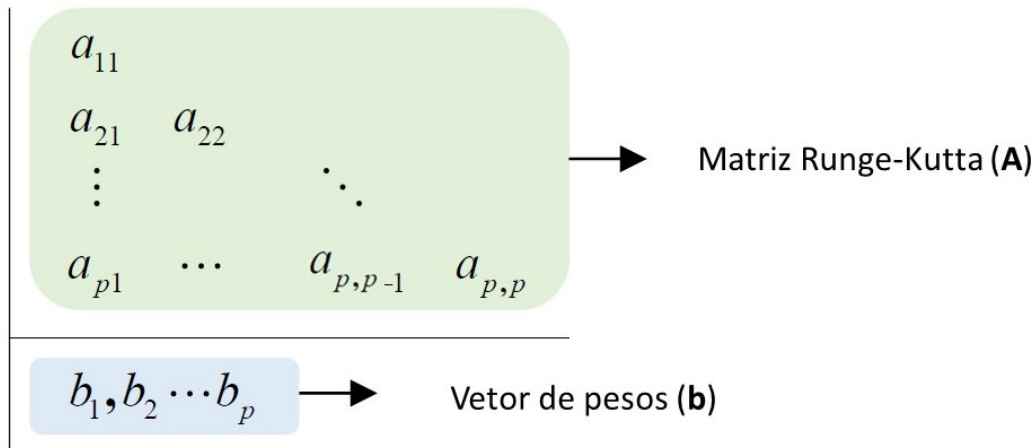 a₁₁
a₂₁ a₂₂
⋮ ⋱
Matriz Runge-Kutta (A)
aₚ₁ ⋯ aₚ,ₚ₋₁ aₚ,ₚ
b₁,b₂ ⋯bₚ
Vetor de pesos (b)